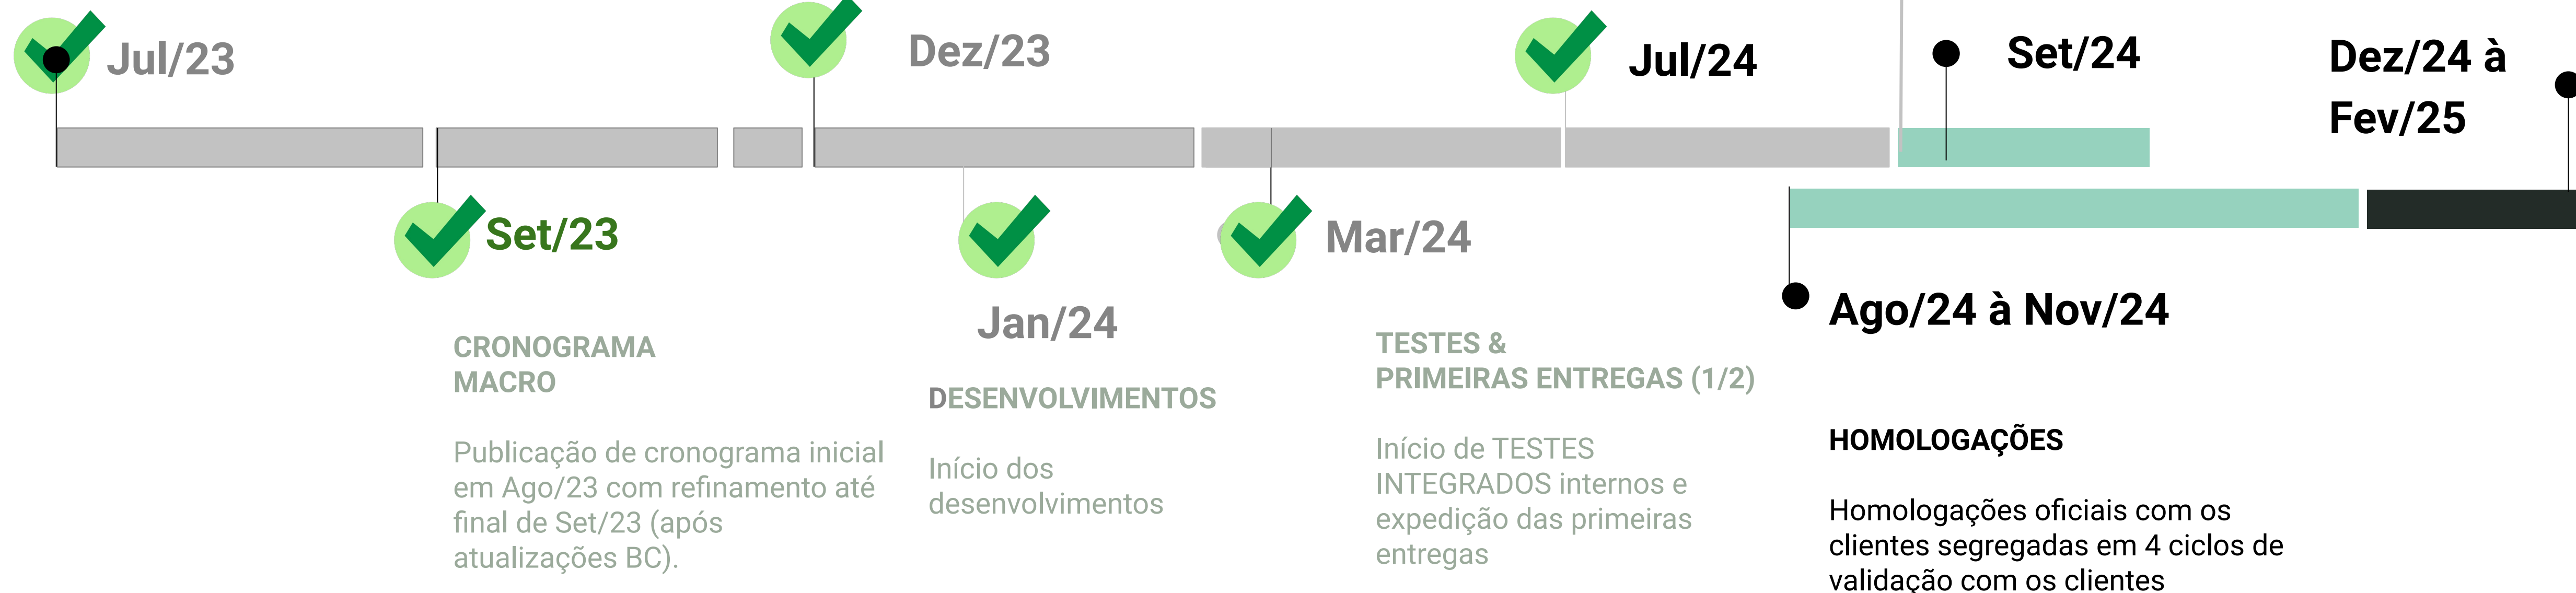 Jul/23
Dez/23
Jul/24
Set/24
Dez/24 à
Fev/25
Set/23
CRONOGRAMA
MACRO
Publicação de cronograma inicial
em Ago/23 com refinamento até
final de Set/23 (após
atualizações BC).
Jan/24
DESENVOLVIMENTOS
Início dos
desenvolvimentos
Mar/24
TESTES &
PRIMEIRAS ENTREGAS (1/2)
Início de TESTES
INTEGRADOS internos e
expedição das primeiras
entregas
Ago/24 à Nov/24
HOMOLOGAÇÕES
Homologações oficiais com os
clientes segregadas em 4 ciclos de
validação com os clientes